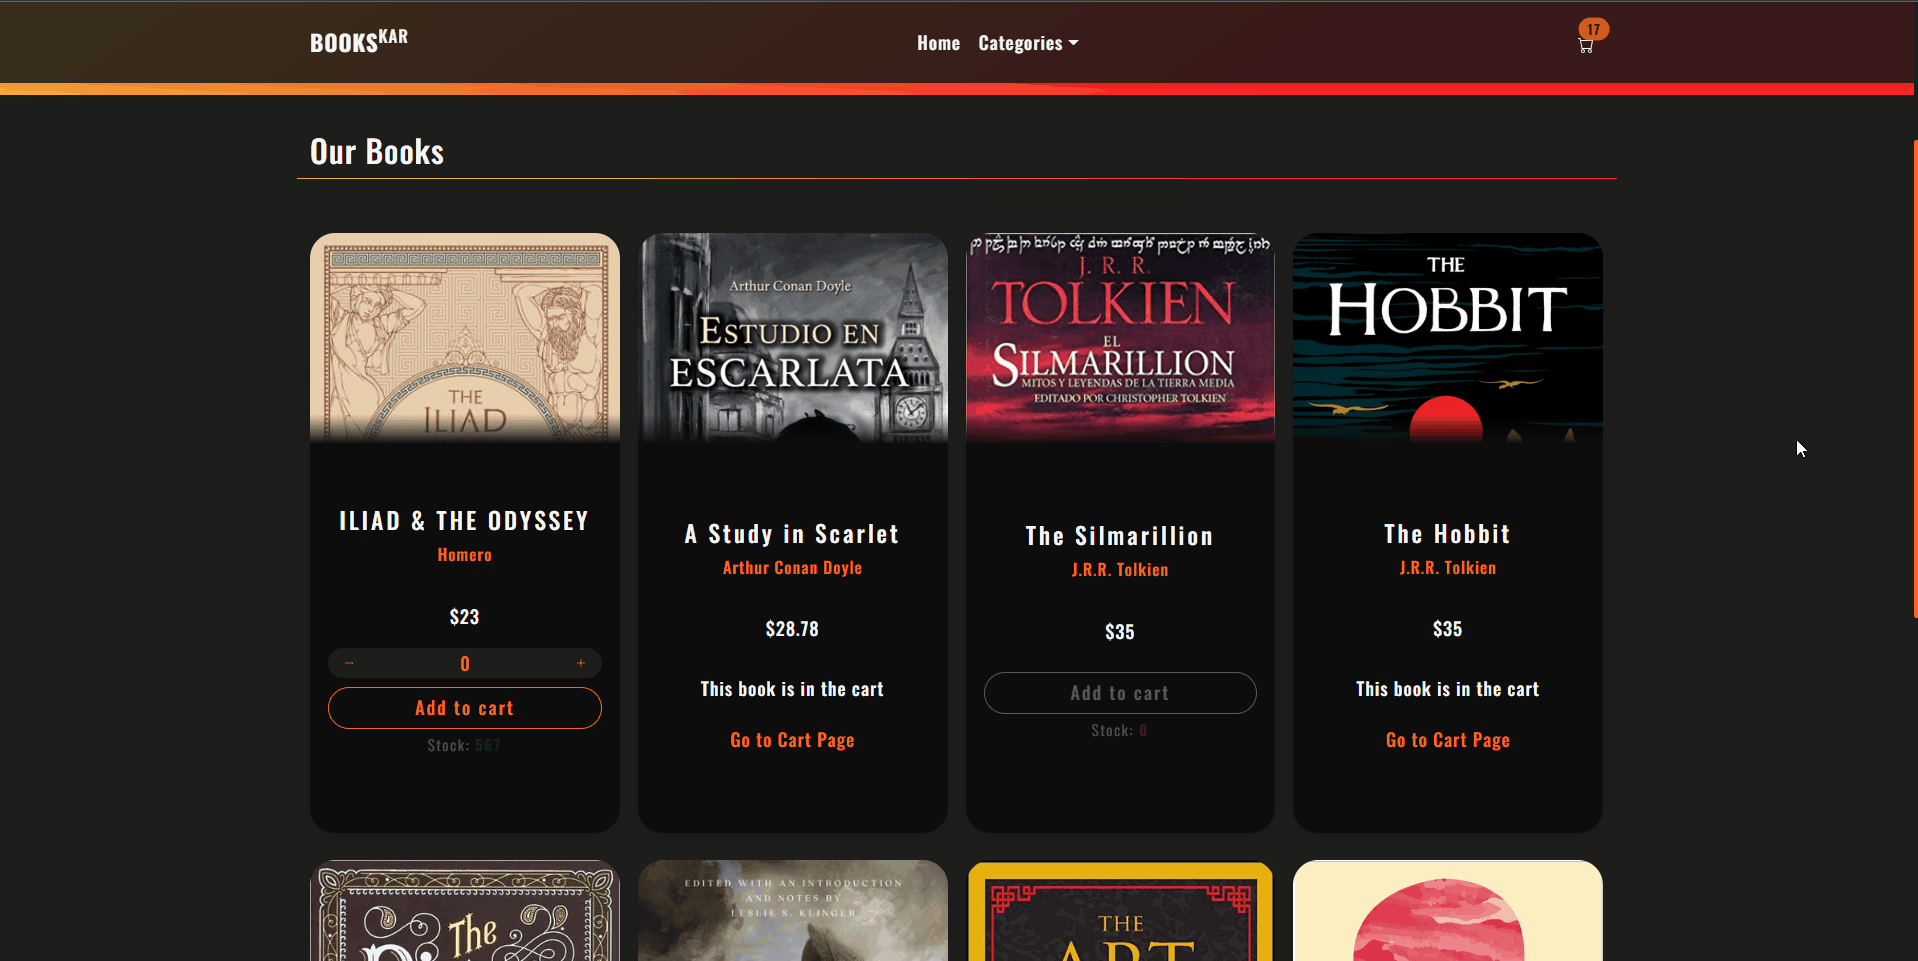 BOOKSKAR
Home
Categories
17
Our Books
THE
ILIAD
ILIAD & THE ODYSSEY
Homero
$23
− 0 +
Add to cart
Stock: 567
Arthur Conan Doyle
ESTUDIO EN
ESCARLATA
A Study in Scarlet
Arthur Conan Doyle
$28.78
This book is in the cart
Go to Cart Page
J. R. R.
TOLKIEN
EL
SILMARILLION
MITOS Y LEYENDAS DE LA TIERRA MEDIA
EDITADO POR CHRISTOPHER TOLKIEN
The Silmarillion
J.R.R. Tolkien
$35
Add to cart
Stock: 0
THE
HOBBIT
The Hobbit
J.R.R. Tolkien
$35
This book is in the cart
Go to Cart Page
The
EDITED WITH AN INTRODUCTION
AND NOTES BY
LESLIE S. KLINGER
THE
ART